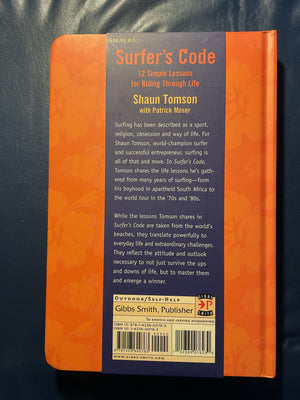 $19.95 U.S.
Surfer's Code
12 Simple Lessons
for Riding Through Life
Shaun Tomson
with Patrick Moser
Surfing has been described as a sport,
religion, obsession and way of life. For
Shaun Tomson, world-champion surfer
and successful entrepreneur, surfing is
all of that and more. In Surfer's Code,
Tomson shares the life lessons he's gath-
ered from many years of surfing—from
his boyhood in apartheid South Africa to
the world tour in the '70s and '80s.
While the lessons Tomson shares in
Surfer's Code are taken from the world's
beaches, they translate powerfully to
everyday life and extraordinary challenges.
They reflect the attitude and outlook
necessary to not just survive the ups
and downs of life, but to master them
and emerge a winner.
Outdoor/Self-Help
Gibbs Smith, Publisher
GIBBS
SMITH
TO ENRICH AND INSPIRE HUMANKIND
WWW.GIBBS-SMITH.COM